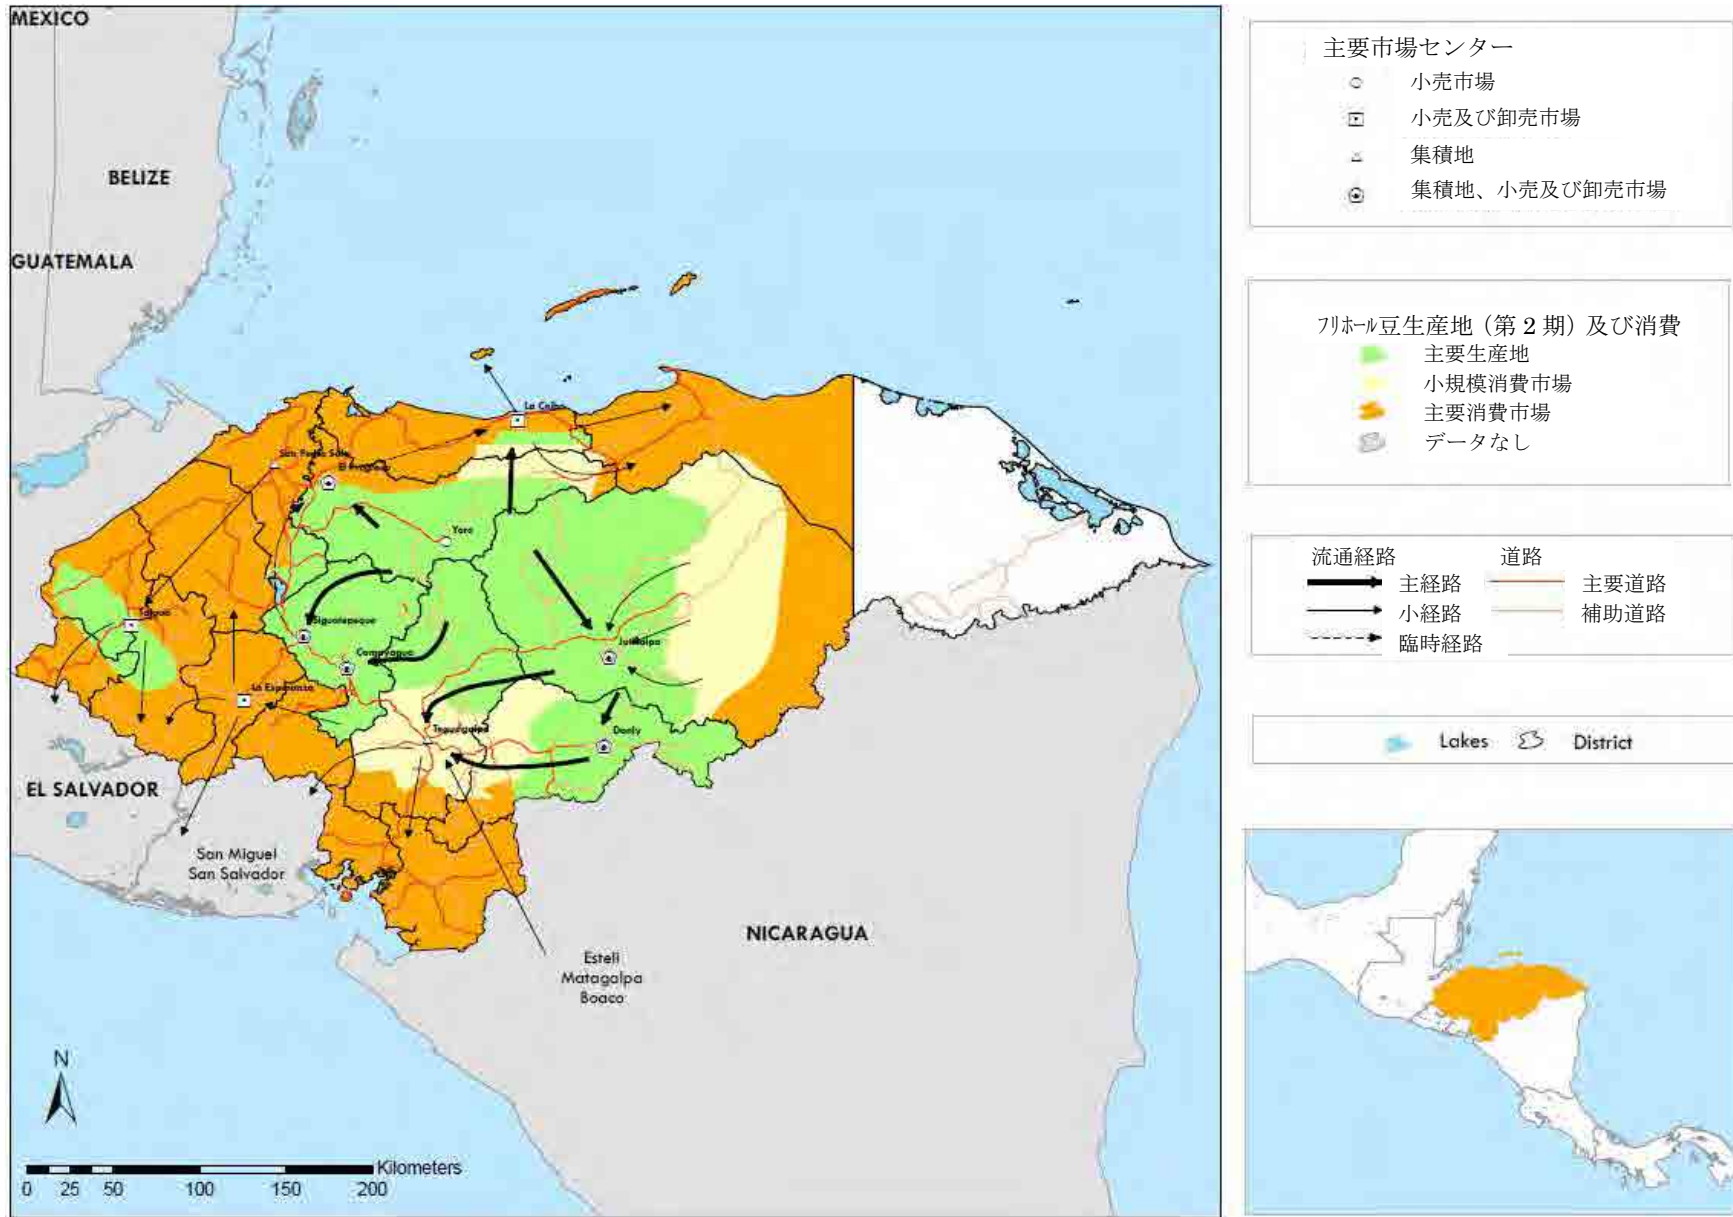 MEXICO
BELIZE
GUATEMALA
La Ceiba
San Pedro Sula
El Progreso
Yoro
Siguatepeque
Comayagua
Juticalpa
La Esperanza
Tegucigalpa
Danly
EL SALVADOR
San Miguel
San Salvador
NICARAGUA
Esteli
Matagalpa
Boaco
N
Kilometers
0 25 50 100 150 200
主要市場センター
小売市場
小売及び卸売市場
集積地
集積地、小売及び卸売市場
フリホール豆生産地（第 2 期）及び消費
主要生産地
小規模消費市場
主要消費市場
データなし
流通経路 道路
主経路 主要道路
小経路 補助道路
臨時経路
Lakes District